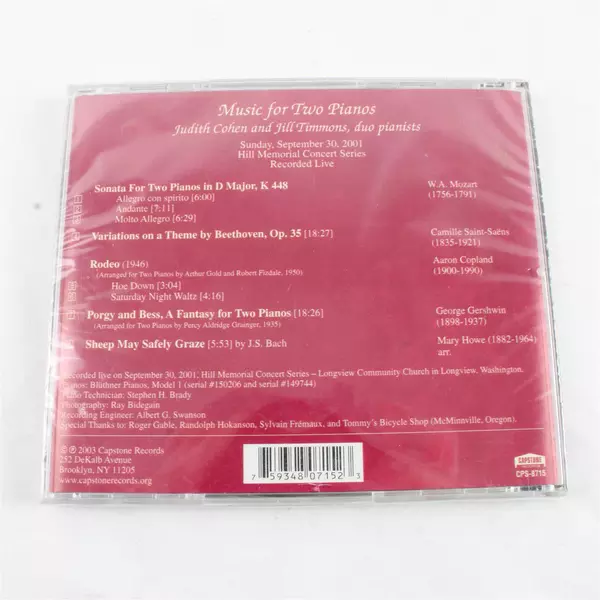 Music for Two Pianos
Judith Cohen and Jill Timmons, duo pianists
Sunday, September 30, 2001
Hill Memorial Concert Series
Recorded Live
Sonata For Two Pianos in D Major, K 448 W.A. Mozart
Allegro con spirito [6:00] (1756-1791)
Andante [7:11]
Molto Allegro [6:29]
Variations on a Theme by Beethoven, Op. 35 [18:27] Camille Saint-Saëns
(1835-1921)
Rodeo (1946) Aaron Copland
(Arranged for Two Pianos by Arthur Gold and Robert Fizdale, 1950) (1900-1990)
Hoe Down [3:04]
Saturday Night Waltz [4:16]
Porgy and Bess, A Fantasy for Two Pianos [18:26] George Gershwin
(Arranged for Two Pianos by Percy Aldridge Grainger, 1935) (1898-1937)
Sheep May Safely Graze [5:53] by J.S. Bach Mary Howe (1882-1964)
arr.
Recorded live on September 30, 2001, Hill Memorial Concert Series – Longview Community Church in Longview, Washington.
Pianos: Blüthner Pianos, Model 1 (serial #150206 and serial #149744)
Piano Technician: Stephen H. Brady
Photography: Ray Bidegain
Recording Engineer: Albert G. Swanson
Special Thanks to: Roger Gable, Randolph Hokanson, Sylvain Frémaux, and Tommy's Bicycle Shop (McMinnville, Oregon).
© ℗ 2003 Capstone Records
252 DeKalb Avenue
Brooklyn, NY 11205
www.capstonerecords.org
7 59348 07152 3
CAPSTONE
CPS-8715